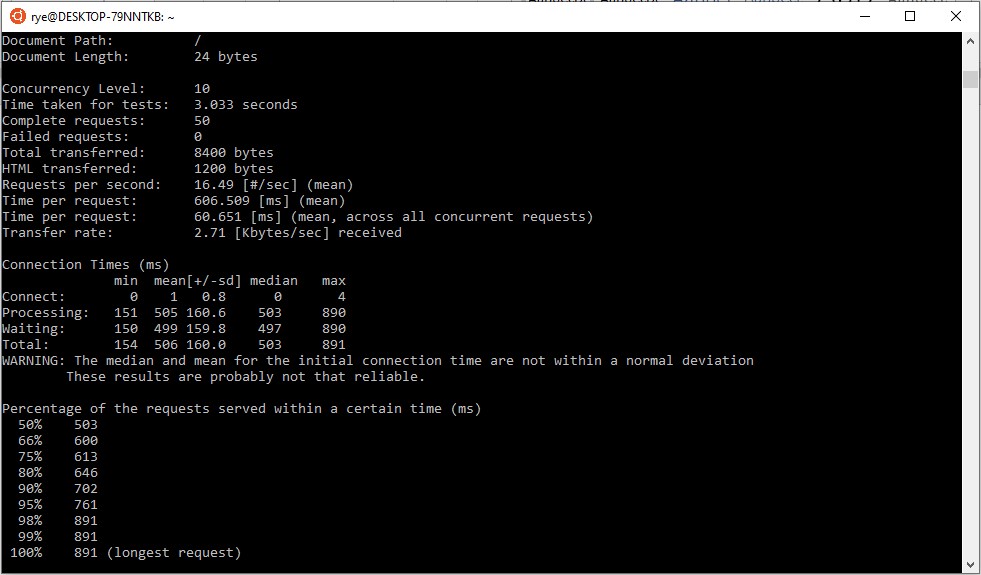 rye@DESKTOP-79NNTKB: ~
Document Path:          /
Document Length:        24 bytes

Concurrency Level:      10
Time taken for tests:   3.033 seconds
Complete requests:      50
Failed requests:        0
Total transferred:      8400 bytes
HTML transferred:       1200 bytes
Requests per second:    16.49 [#/sec] (mean)
Time per request:       606.509 [ms] (mean)
Time per request:       60.651 [ms] (mean, across all concurrent requests)
Transfer rate:          2.71 [Kbytes/sec] received

Connection Times (ms)
              min  mean[+/-sd] median   max
Connect:        0    1   0.8      0       4
Processing:   151  505 160.6    503     890
Waiting:      150  499 159.8    497     890
Total:        154  506 160.0    503     891
WARNING: The median and mean for the initial connection time are not within a normal deviation
        These results are probably not that reliable.

Percentage of the requests served within a certain time (ms)
  50%    503
  66%    600
  75%    613
  80%    646
  90%    702
  95%    761
  98%    891
  99%    891
 100%    891 (longest request)